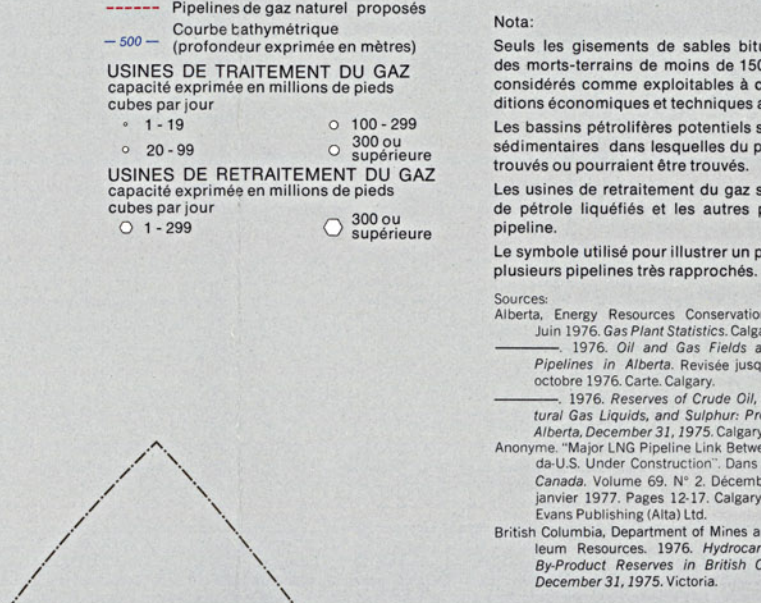 Pipelines de gaz naturel proposés
Courbe bathymétrique
– 500 – (profondeur exprimée en mètres)
USINES DE TRAITEMENT DU GAZ
capacité exprimée en millions de pieds
cubes par jour
1 - 19
100 - 299
20 - 99
300 ou
supérieure
USINES DE RETRAITEMENT DU GAZ
capacité exprimée en millions de pieds
cubes par jour
1 - 299
300 ou
supérieure
Nota:
Seuls les gisements de sables
des morts-terrains de moins de
considérés comme exploitables à
ditions économiques et techniques
Les bassins pétrolifères potentiels
sédimentaires dans lesquelles du
trouvés ou pourraient être trouvés.
Les usines de retraitement du gaz
de pétrole liquéfiés et les autres
pipeline.
Le symbole utilisé pour illustrer un
plusieurs pipelines très rapprochés.
Sources:
Alberta, Energy Resources
Juin 1976. Gas Plant Statistics.
———. 1976. Oil and Gas Fields
Pipelines in Alberta. Revisée
octobre 1976. Carte. Calgary.
———. 1976. Reserves of Crude Oil,
tural Gas Liquids, and Sulphur:
Alberta, December 31, 1975. Calgary
Anonyme. "Major LNG Pipeline Link
da-U.S. Under Construction". Dans
Canada. Volume 69. N° 2.
janvier 1977. Pages 12-17. Calgary
Evans Publishing (Alta) Ltd.
British Columbia, Department of Mines
leum Resources. 1976.
By-Product Reserves in British
December 31, 1975. Victoria.